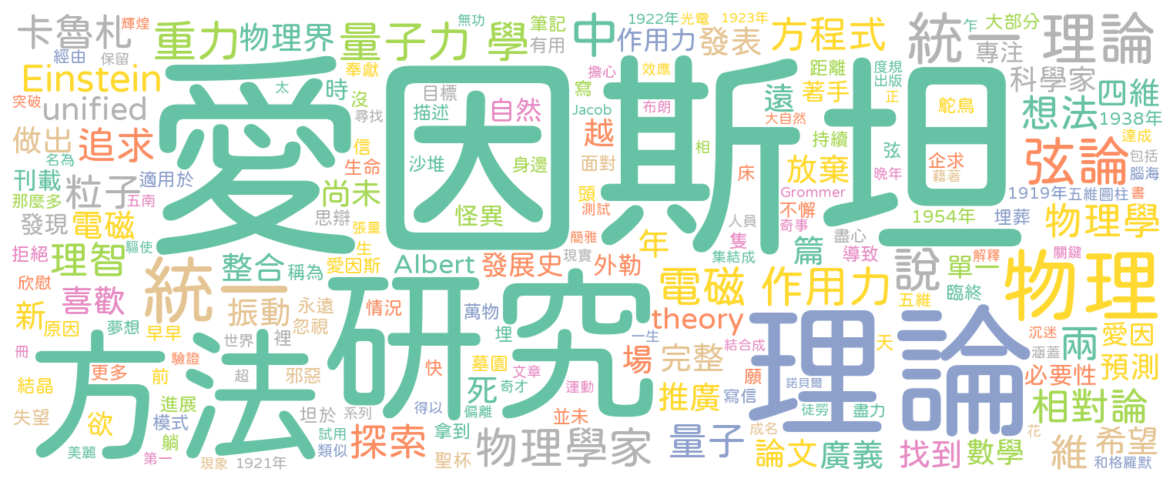 卡魯札 輝煌 重力 物理界 量子力學 無功 筆記 中 1922年 光電 1923年 方程式 統一理論 乍 大部分
經由 保留 有用 作用力 發表 專注
Einstein 奉獻 太 時 沒 目標 擔心 效應 距離 度規 科學家
突破 unified 尋找 描述 自然 寫 Jacob 布朗 遠 著手 出版 正 鴕鳥 想法 四維
做出 追求 信 越 大自然 持續 1938年
名為 生命 沙堆 身邊 面對 相 弦 達成
刊載 粒子 適用於 尚未 愛因斯坦 床 放棄 企求 弦論 包括
那麼多 五南 思辯 怪異 頭 Grommer 藉著 晚年 腦海
發現 電磁 張量 測試 人員 不懈 1954年 1919年 五維圓柱 書
拒絕 驅使 理智 整合 生 簡雅 奇事 隻 盡心 埋葬 物理學
欣慰 稱為 愛因斯 Albert 發展史 現實 外勒 集結成 年 篇 導致 說 單一 關鍵 解釋
喜歡 統一 振動 永遠 情況 萬物 電磁作用力 五維 臨終 物理
新 原因 夢想 早早 忽視 埋 研究 一生 theory 沉迷
冊 方法 世界 裡 墓園 場 結合成 理論 天 涵蓋 兩 愛因
驗證 超 快 文章 完整 願 必要性 預測
結晶 更多 前 邪惡 死 奇才 運動 推廣 諾貝爾
失望 欲 進展 坦於 系列 得以 偏離 並未 徒勞 盡力 相對論
模式 試用 拿到 成名 花
美麗 躺 類似 探索 聖杯 物理學家 量子 論文 廣義 找到 數學 維 希望
第一 現象 1921年 和格羅默